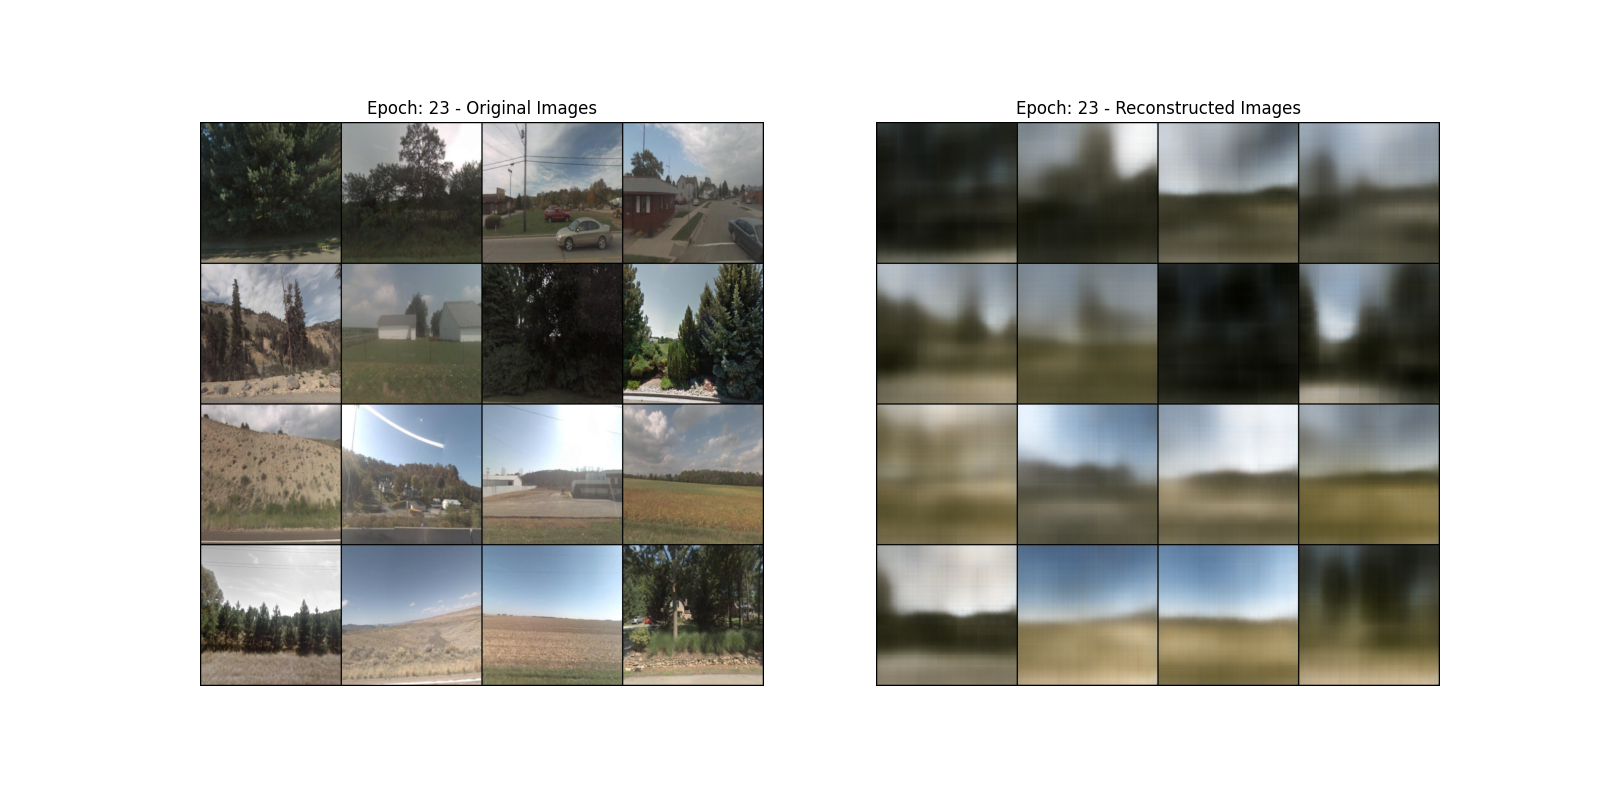 Epoch: 23 - Original Images
Epoch: 23 - Reconstructed Images